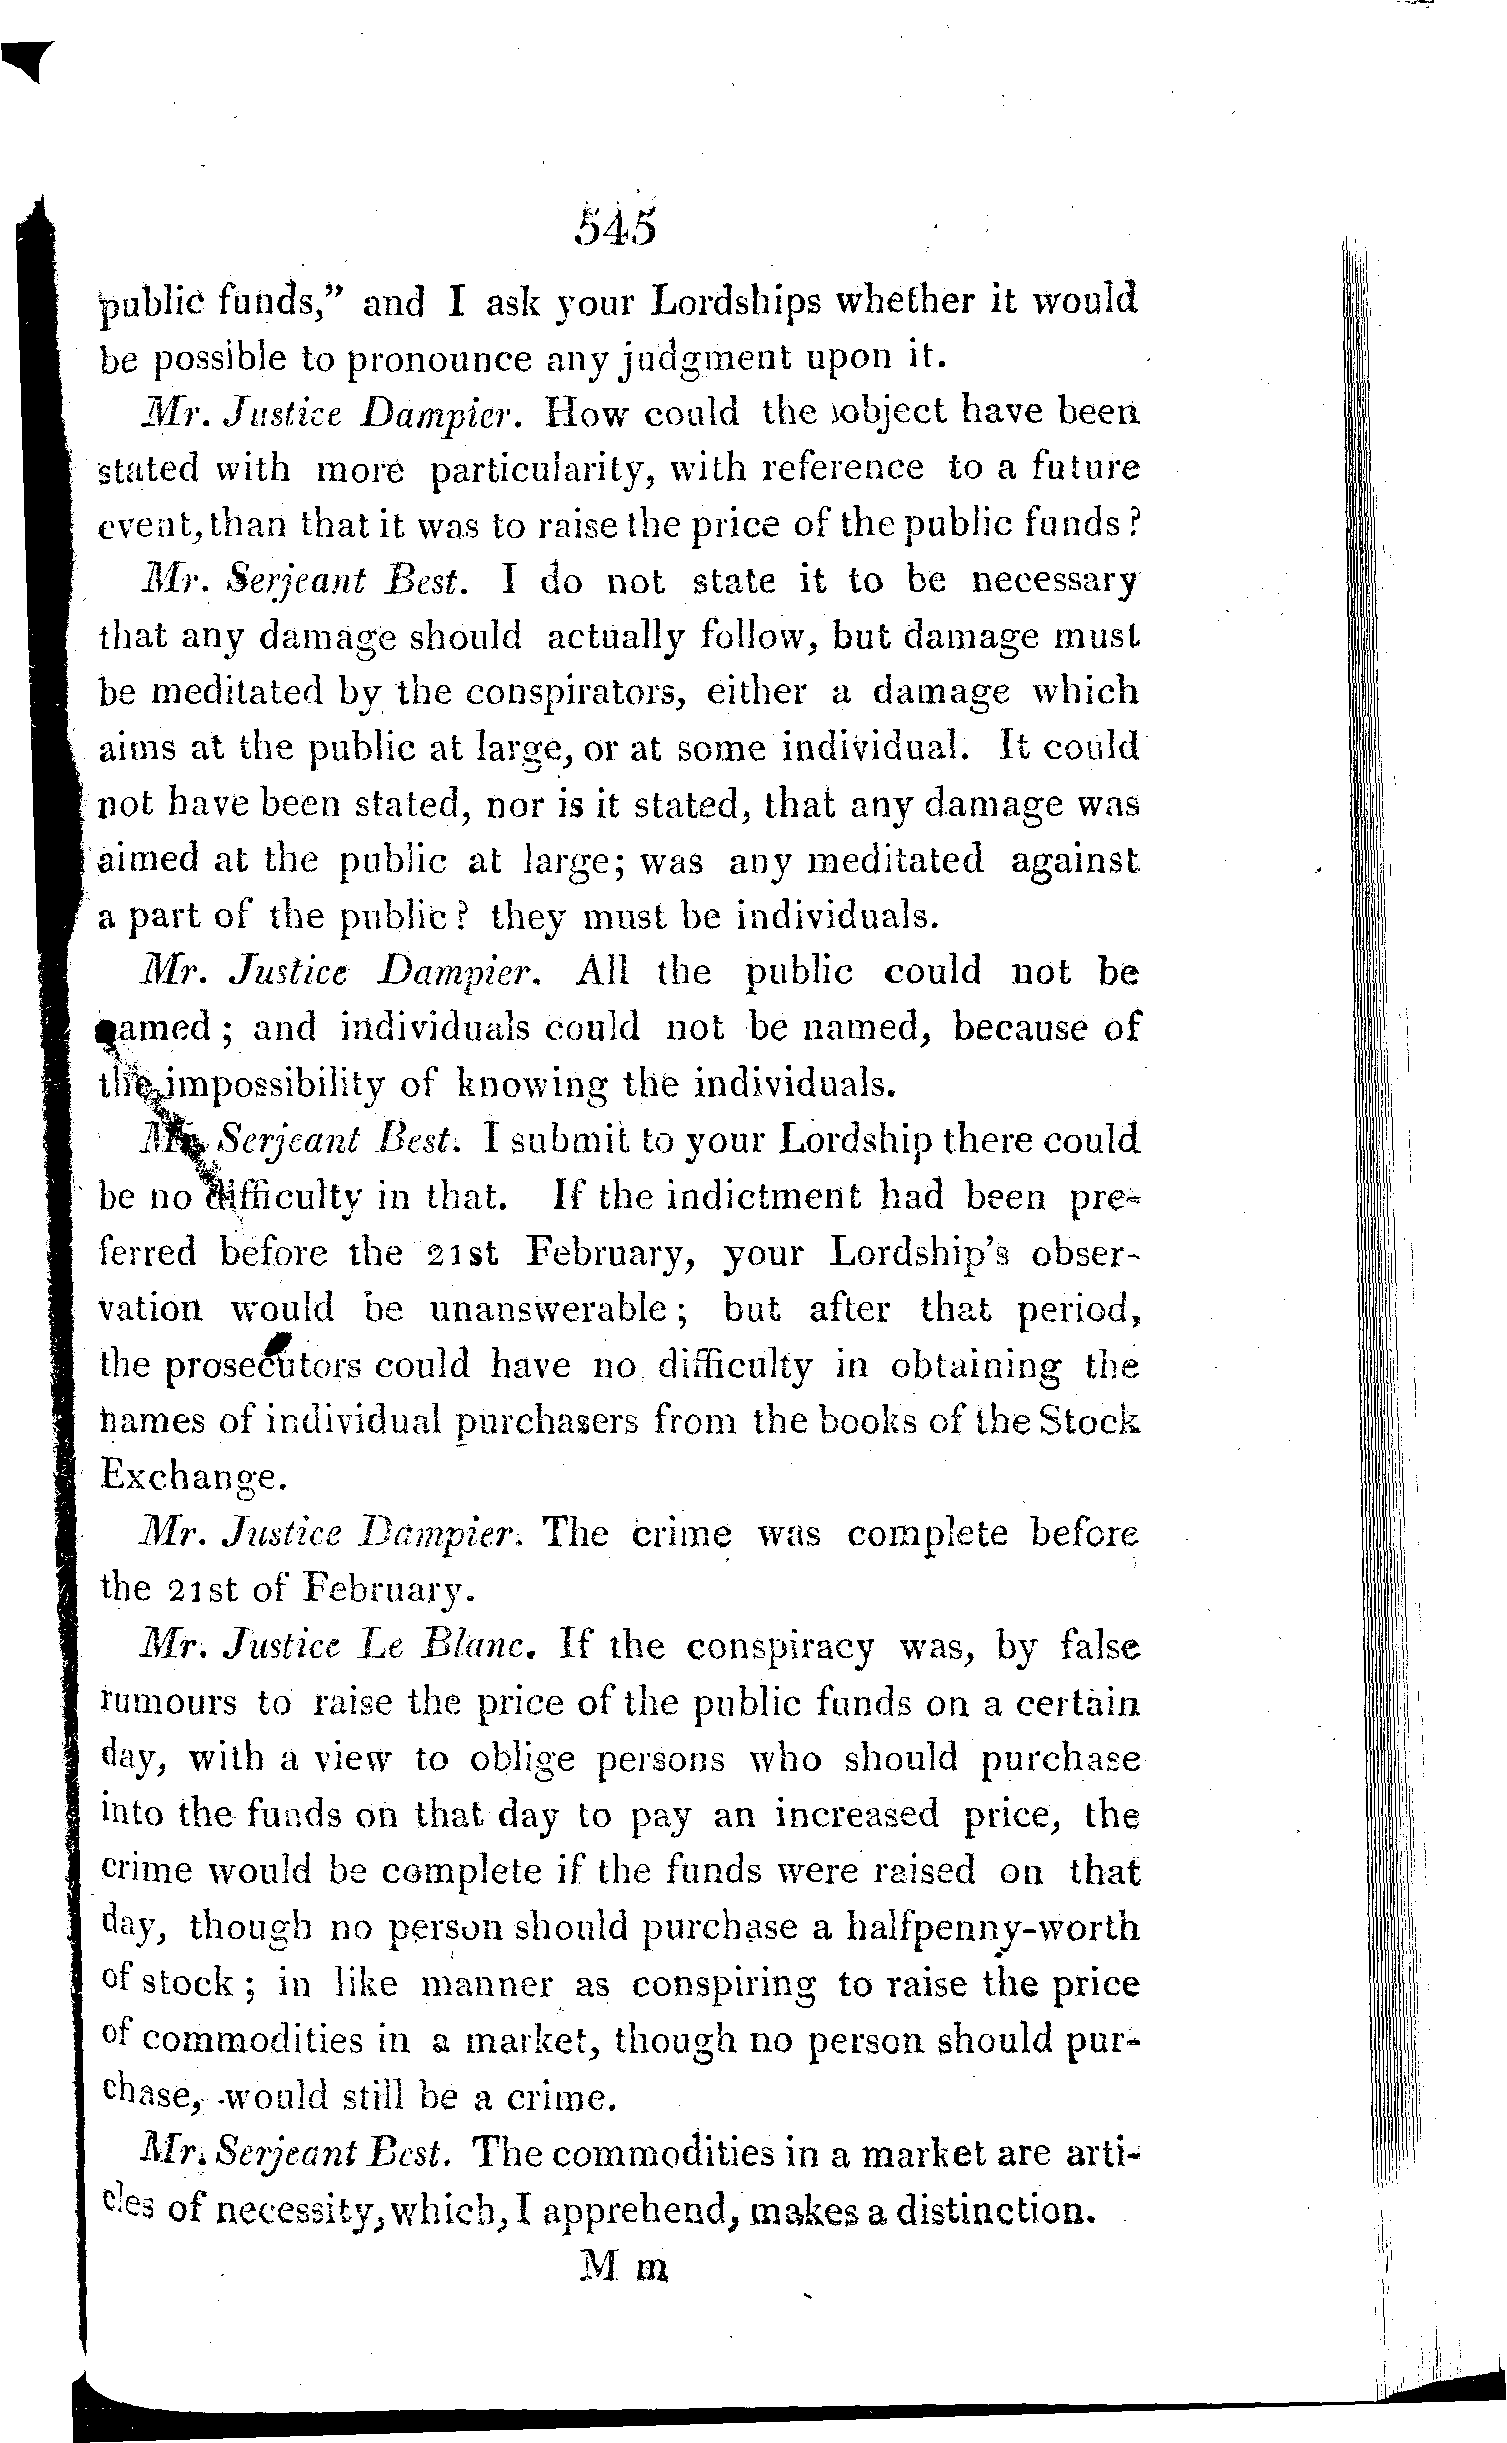 545
public funds,” and I ask your Lordships whether it would
be possible to pronounce any judgment upon it.
Mr. Justice Dampier. How could the object have been
stated with more particularity, with reference to a future
event, than that it was to raise the price of the public funds?
Mr. Serjeant Best. I do not state it to be necessary
that any damage should actually follow, but damage must
be meditated by the conspirators, either a damage which
aims at the public at large, or at some individual. It could
not have been stated, nor is it stated, that any damage was
aimed at the public at large; was any meditated against
a part of the public? they must be individuals.
Mr. Justice Dampier. All the public could not be
named; and individuals could not be named, because of
the impossibility of knowing the individuals.
Mr. Serjeant Best. I submit to your Lordship there could
be no difficulty in that. If the indictment had been pre-
ferred before the 21st February, your Lordship's obser-
vation would be unanswerable; but after that period,
the prosecutors could have no difficulty in obtaining the
names of individual purchasers from the books of the Stock
Exchange.
Mr. Justice Dampier. The crime was complete before
the 21st of February.
Mr. Justice Le Blanc. If the conspiracy was, by false
rumours to raise the price of the public funds on a certain
day, with a view to oblige persons who should purchase
into the funds on that day to pay an increased price, the
crime would be complete if the funds were raised on that
day, though no person should purchase a halfpenny-worth
of stock; in like manner as conspiring to raise the price
of commodities in a market, though no person should pur-
chase, would still be a crime.
Mr. Serjeant Best. The commodities in a market are arti-
cles of necessity, which, I apprehend, makes a distinction.
M m